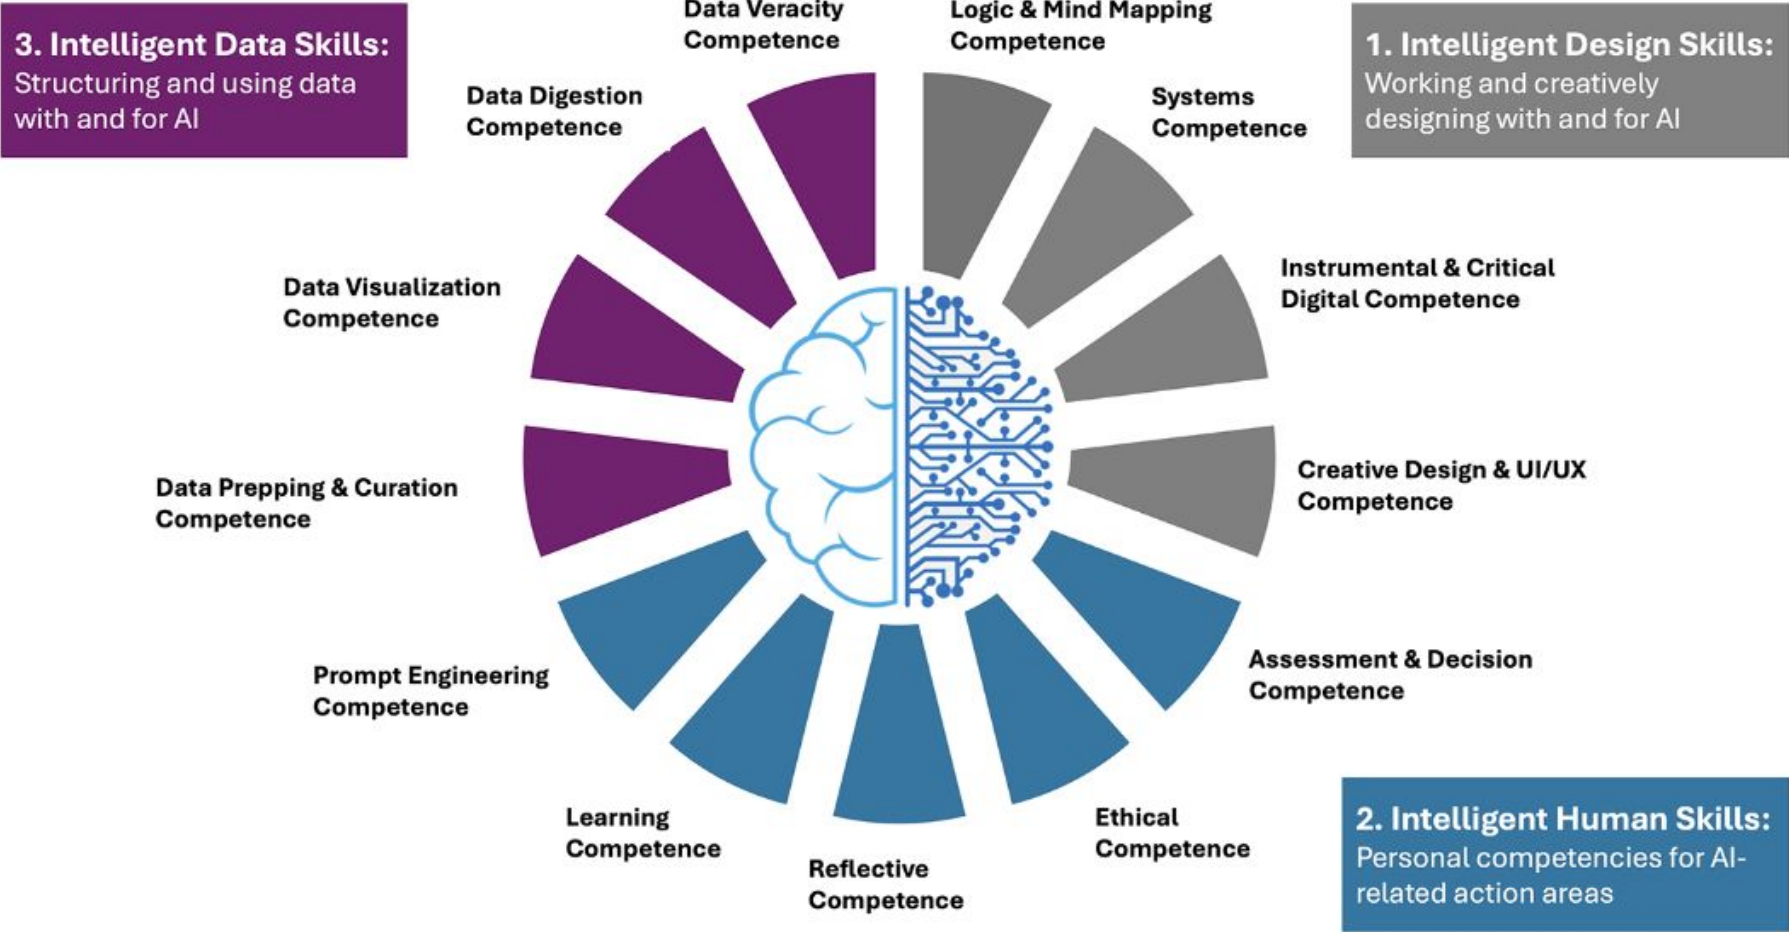 3. Intelligent Data Skills:
Structuring and using data
with and for AI
Data Veracity
Competence
Logic & Mind Mapping
Competence
1. Intelligent Design Skills:
Working and creatively
designing with and for AI
Data Digestion
Competence
Systems
Competence
Data Visualization
Competence
Instrumental & Critical
Digital Competence
Data Prepping & Curation
Competence
Creative Design & UI/UX
Competence
Prompt Engineering
Competence
Assessment & Decision
Competence
Learning
Competence
Reflective
Competence
Ethical
Competence
2. Intelligent Human Skills:
Personal competencies for AI-
related action areas